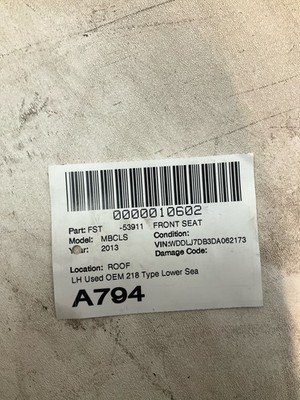 0000010602
Part: FST -53911 FRONT SEAT
Model: MBCLS Condition:
Year: 2013 VIN:WDDLJ7DB3DA062173
Damage Code:
Location: ROOF
LH Used OEM 218 Type Lower Sea
A794